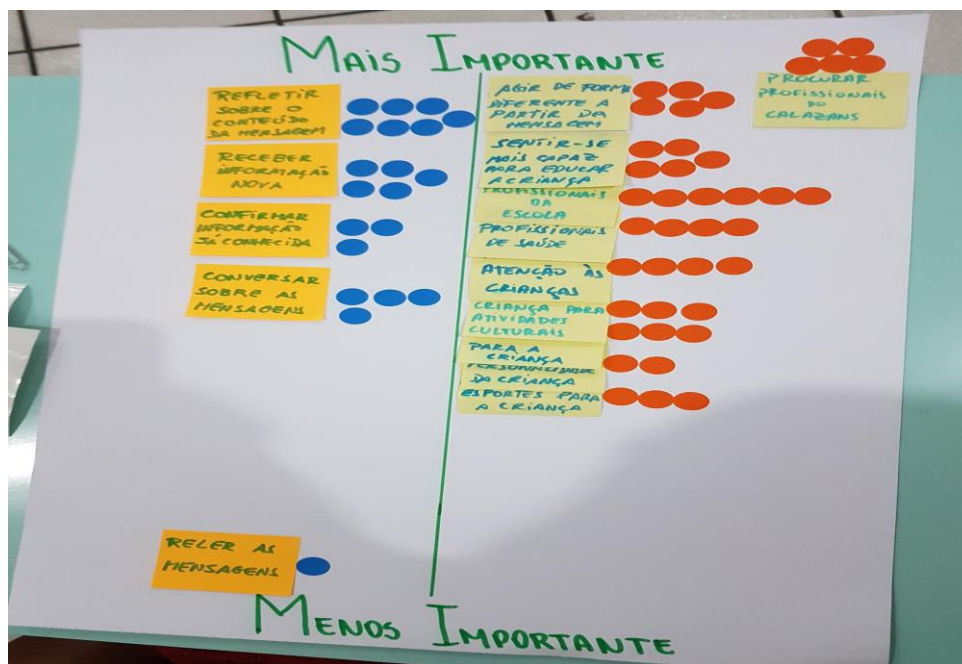 MAIS IMPORTANTE
REFLETIR
SOBRE O
CONTEÚDO
DA MENSAGEM
RECEBER
INFORMAÇÃO
NOVA
CONFIRMAR
INFORMAÇÃO
JÁ CONHECIDA
CONVERSAR
SOBRE AS
MENSAGENS
RELER AS
MENSAGENS
AGIR DE FORMA
DIFERENTE A
PARTIR DA
MENSAGEM
SENTIR-SE
MAIS CAPAZ
PARA EDUCAR
A CRIANÇA
PROFISSIONAIS
DA
ESCOLA
PROFISSIONAIS
DE SAÚDE
ATENÇÃO ÀS
CRIANÇAS
CRIANÇA PARA
ATIVIDADES
CULTURAIS
PARA A
CRIANÇA
PERSONALIDADE
DA CRIANÇA
ESPORTES PARA
A CRIANÇA
PROCURAR
PROFISSIONAIS
DO
CALAZANS
MENOS IMPORTANTE